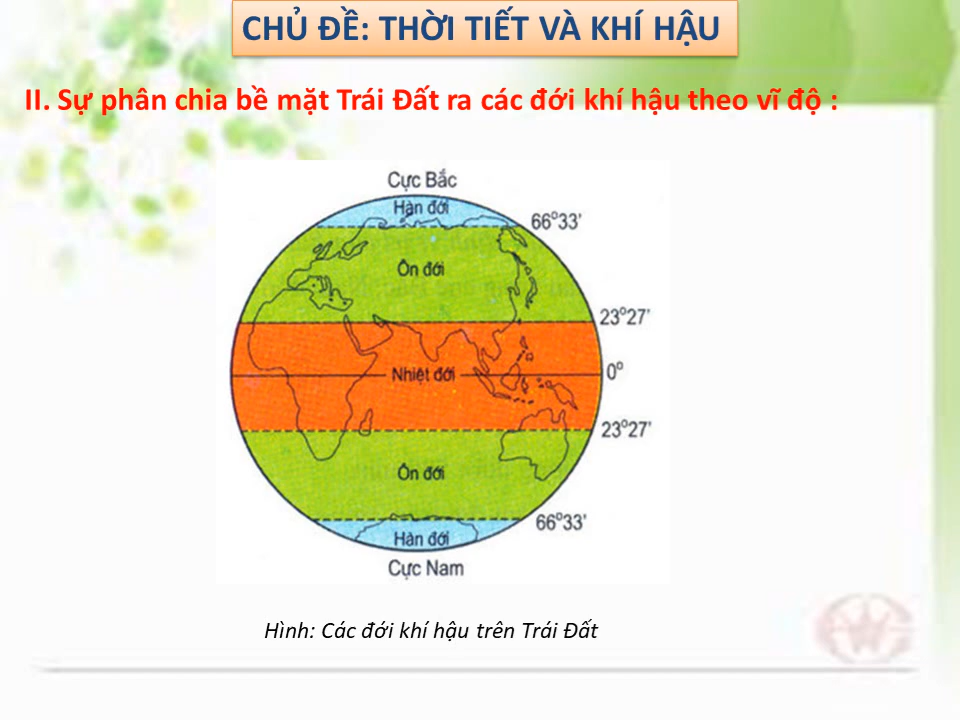 CHỦ ĐỀ: THỜI TIẾT VÀ KHÍ HẬU
II. Sự phân chia bề mặt Trái Đất ra các đới khí hậu theo vĩ độ :
Cực Bắc
Hàn đới
66°33'
Ôn đới
23°27'
Nhiệt đới
0°
23°27'
Ôn đới
66°33'
Hàn đới
Cực Nam
Hình: Các đới khí hậu trên Trái Đất